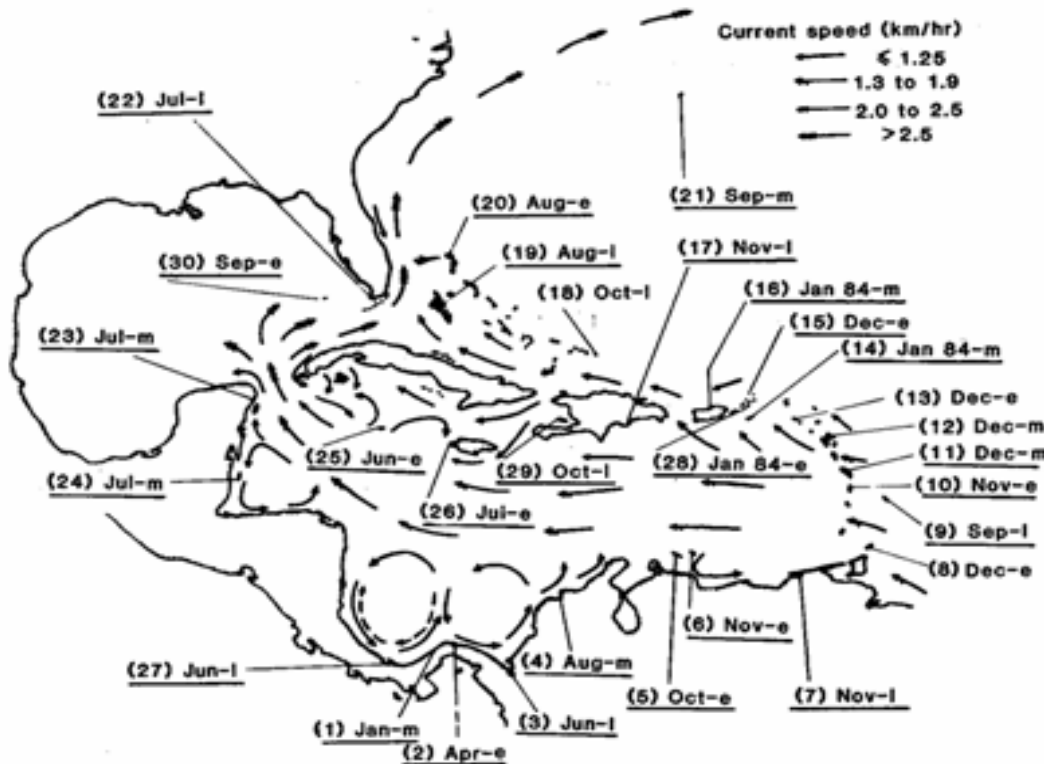 Current speed (km/hr)
⩽ 1.25
1.3 to 1.9
2.0 to 2.5
>2.5
(22) Jul-l
(21) Sep-m
(20) Aug-e
(19) Aug-l
(17) Nov-l
(30) Sep-e
(18) Oct-l
(16) Jan 84-m
(15) Dec-e
(14) Jan 84-m
(23) Jul-m
?
(13) Dec-e
(12) Dec-m
(11) Dec-m
(25) Jun-e
(29) Oct-l
(28) Jan 84-e
(24) Jul-m
(10) Nov-e
(26) Jul-e
(9) Sep-l
(8) Dec-e
(6) Nov-e
(27) Jun-l
(4) Aug-m
(5) Oct-e
(7) Nov-l
(1) Jan-m
(3) Jun-l
(2) Apr-e